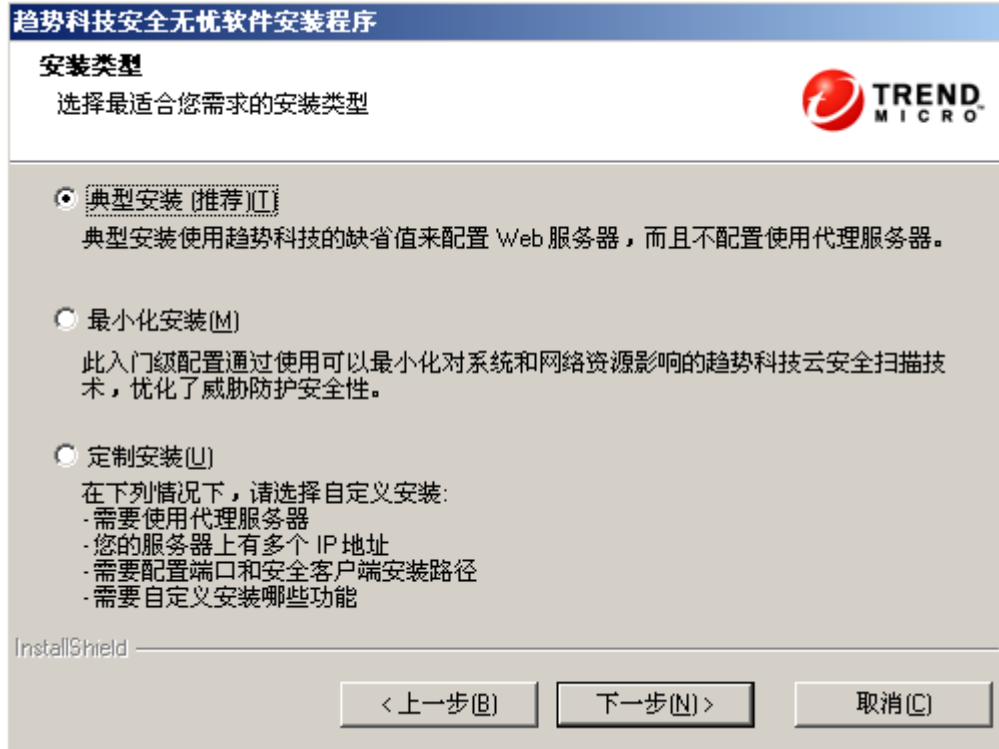 趋势科技安全无忧软件安装程序
安装类型
选择最适合您需求的安装类型
TREND
MICRO
典型安装 (推荐)(T)
典型安装使用趋势科技的缺省值来配置 Web 服务器，而且不配置使用代理服务器。
最小化安装(M)
此入门级配置通过使用可以最小化对系统和网络资源影响的趋势科技云安全扫描技
术，优化了威胁防护安全性。
定制安装(U)
在下列情况下，请选择自定义安装:
-需要使用代理服务器
-您的服务器上有多个 IP 地址
-需要配置端口和安全客户端安装路径
-需要自定义安装哪些功能
InstallShield
<上一步(B)
下一步(N)>
取消(C)